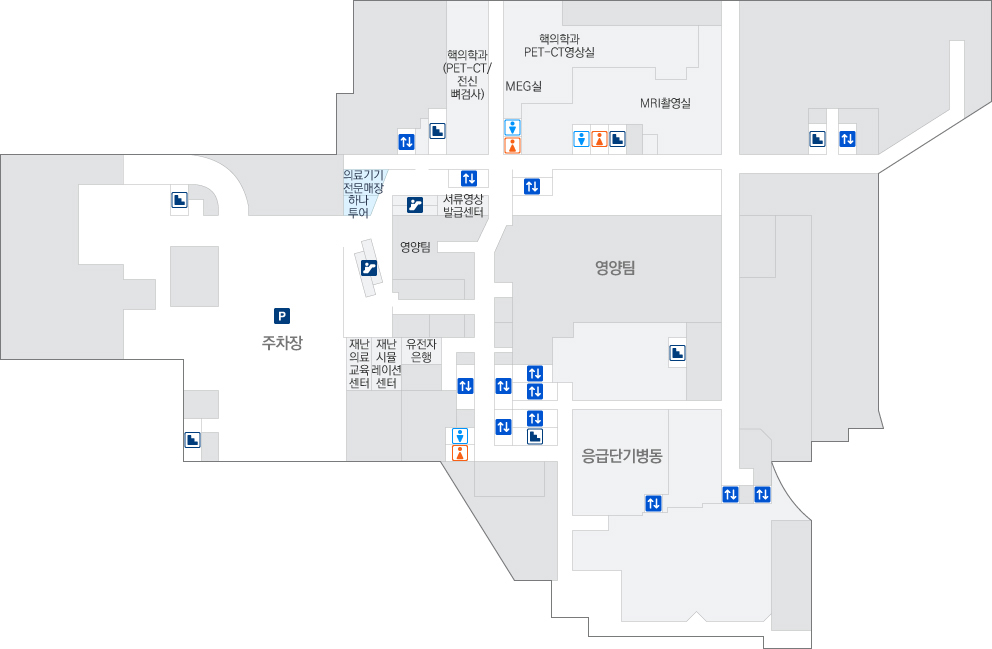 핵의학과
(PET-CT/
전신
뼈검사)
핵의학과
PET-CT영상실
MEG실
MRI촬영실
의료기기
전문매장
하나
투어
서류영상
발급센터
영양팀
영양팀
P
주차장
재난
의료
교육
센터
재난
시뮬
레이션
센터
유전자
은행
응급단기병동